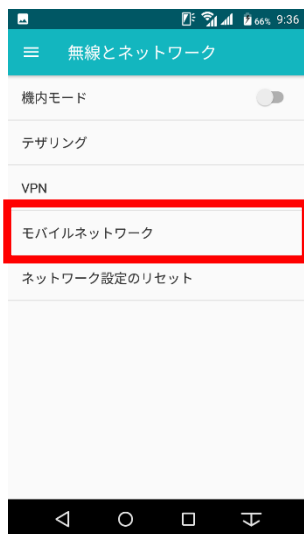 66% 9:36
無線とネットワーク
機内モード
テザリング
VPN
モバイルネットワーク
ネットワーク設定のリセット